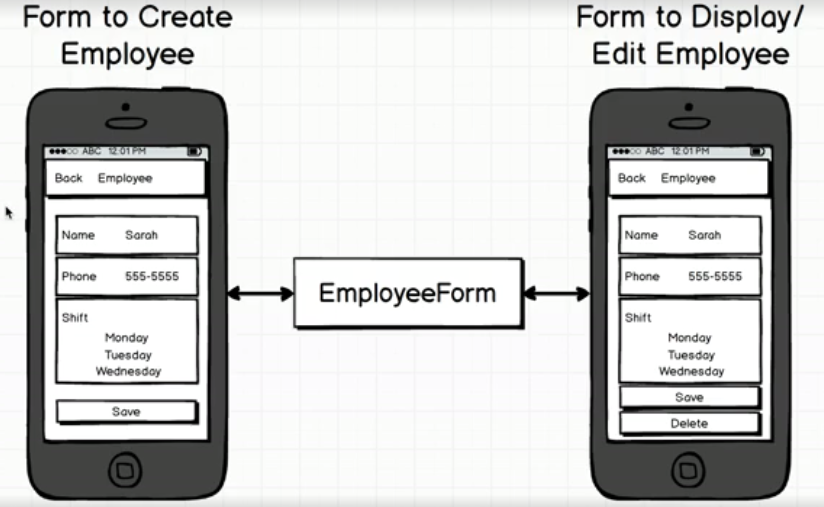 Form to Create
Employee
ABC 12:01 PM
Back Employee
Name Sarah
Phone 555-5555
Shift
Monday
Tuesday
Wednesday
Save
EmployeeForm
Form to Display/
Edit Employee
ABC 12:01 PM
Back Employee
Name Sarah
Phone 555-5555
Shift
Monday
Tuesday
Wednesday
Save
Delete